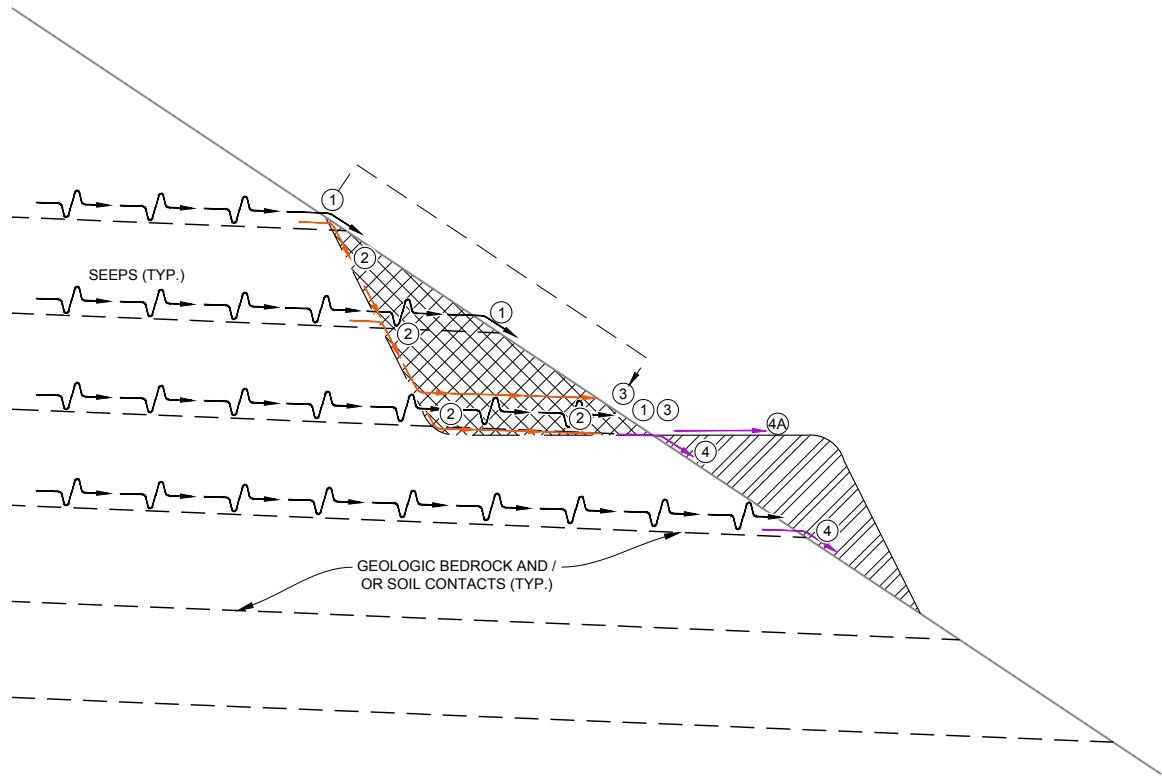 1
2
SEEPS (TYP.)
1
2
3
1 3
2
2
4A
4
4
GEOLOGIC BEDROCK AND /
OR SOIL CONTACTS (TYP.)